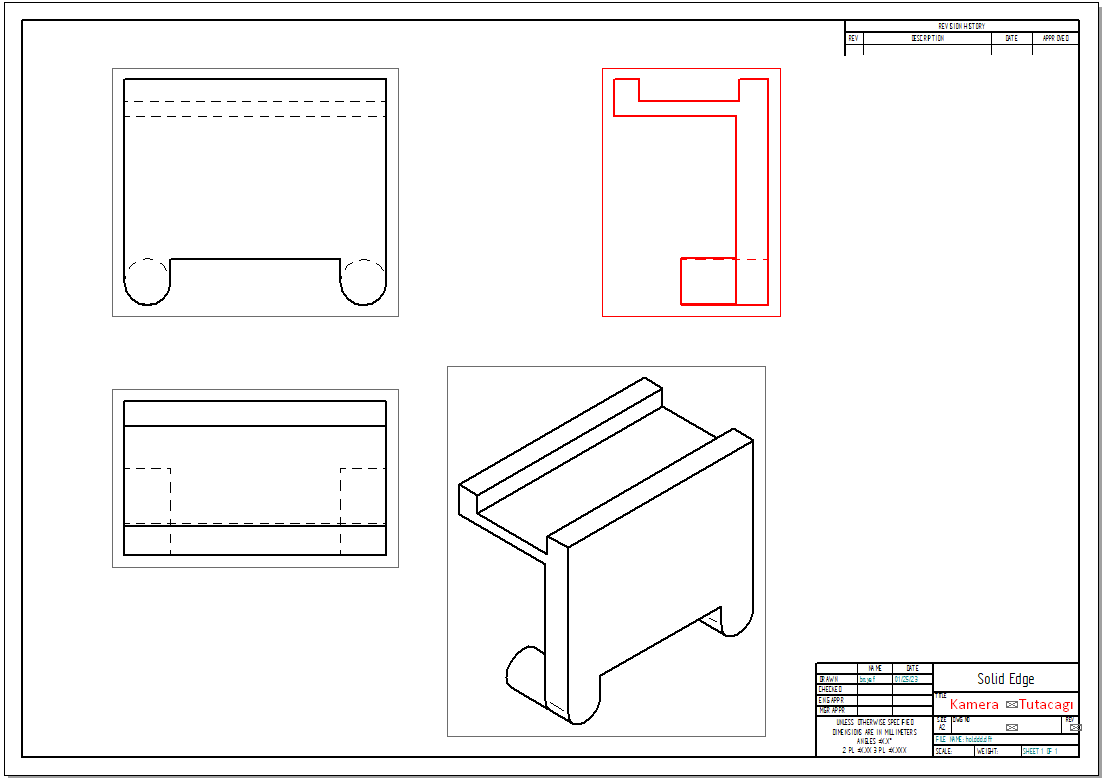 REVISION HISTORY
REV DESCRIPTION DATE APPROVED
NAME DATE
DRAWN 01/25/23
CHECKED
ENG APPR
MGR APPR
UNLESS OTHERWISE SPECIFIED
DIMENSIONS ARE IN MILLIMETERS
ANGLES ±X.X°
2 PL ±X.XX 3 PL ±X.XXX
Solid Edge
TITLE
Kamera Tutacagı
SIZE DWG NO REV
A2
FILE NAME:
SCALE: WEIGHT: SHEET 1 OF 1